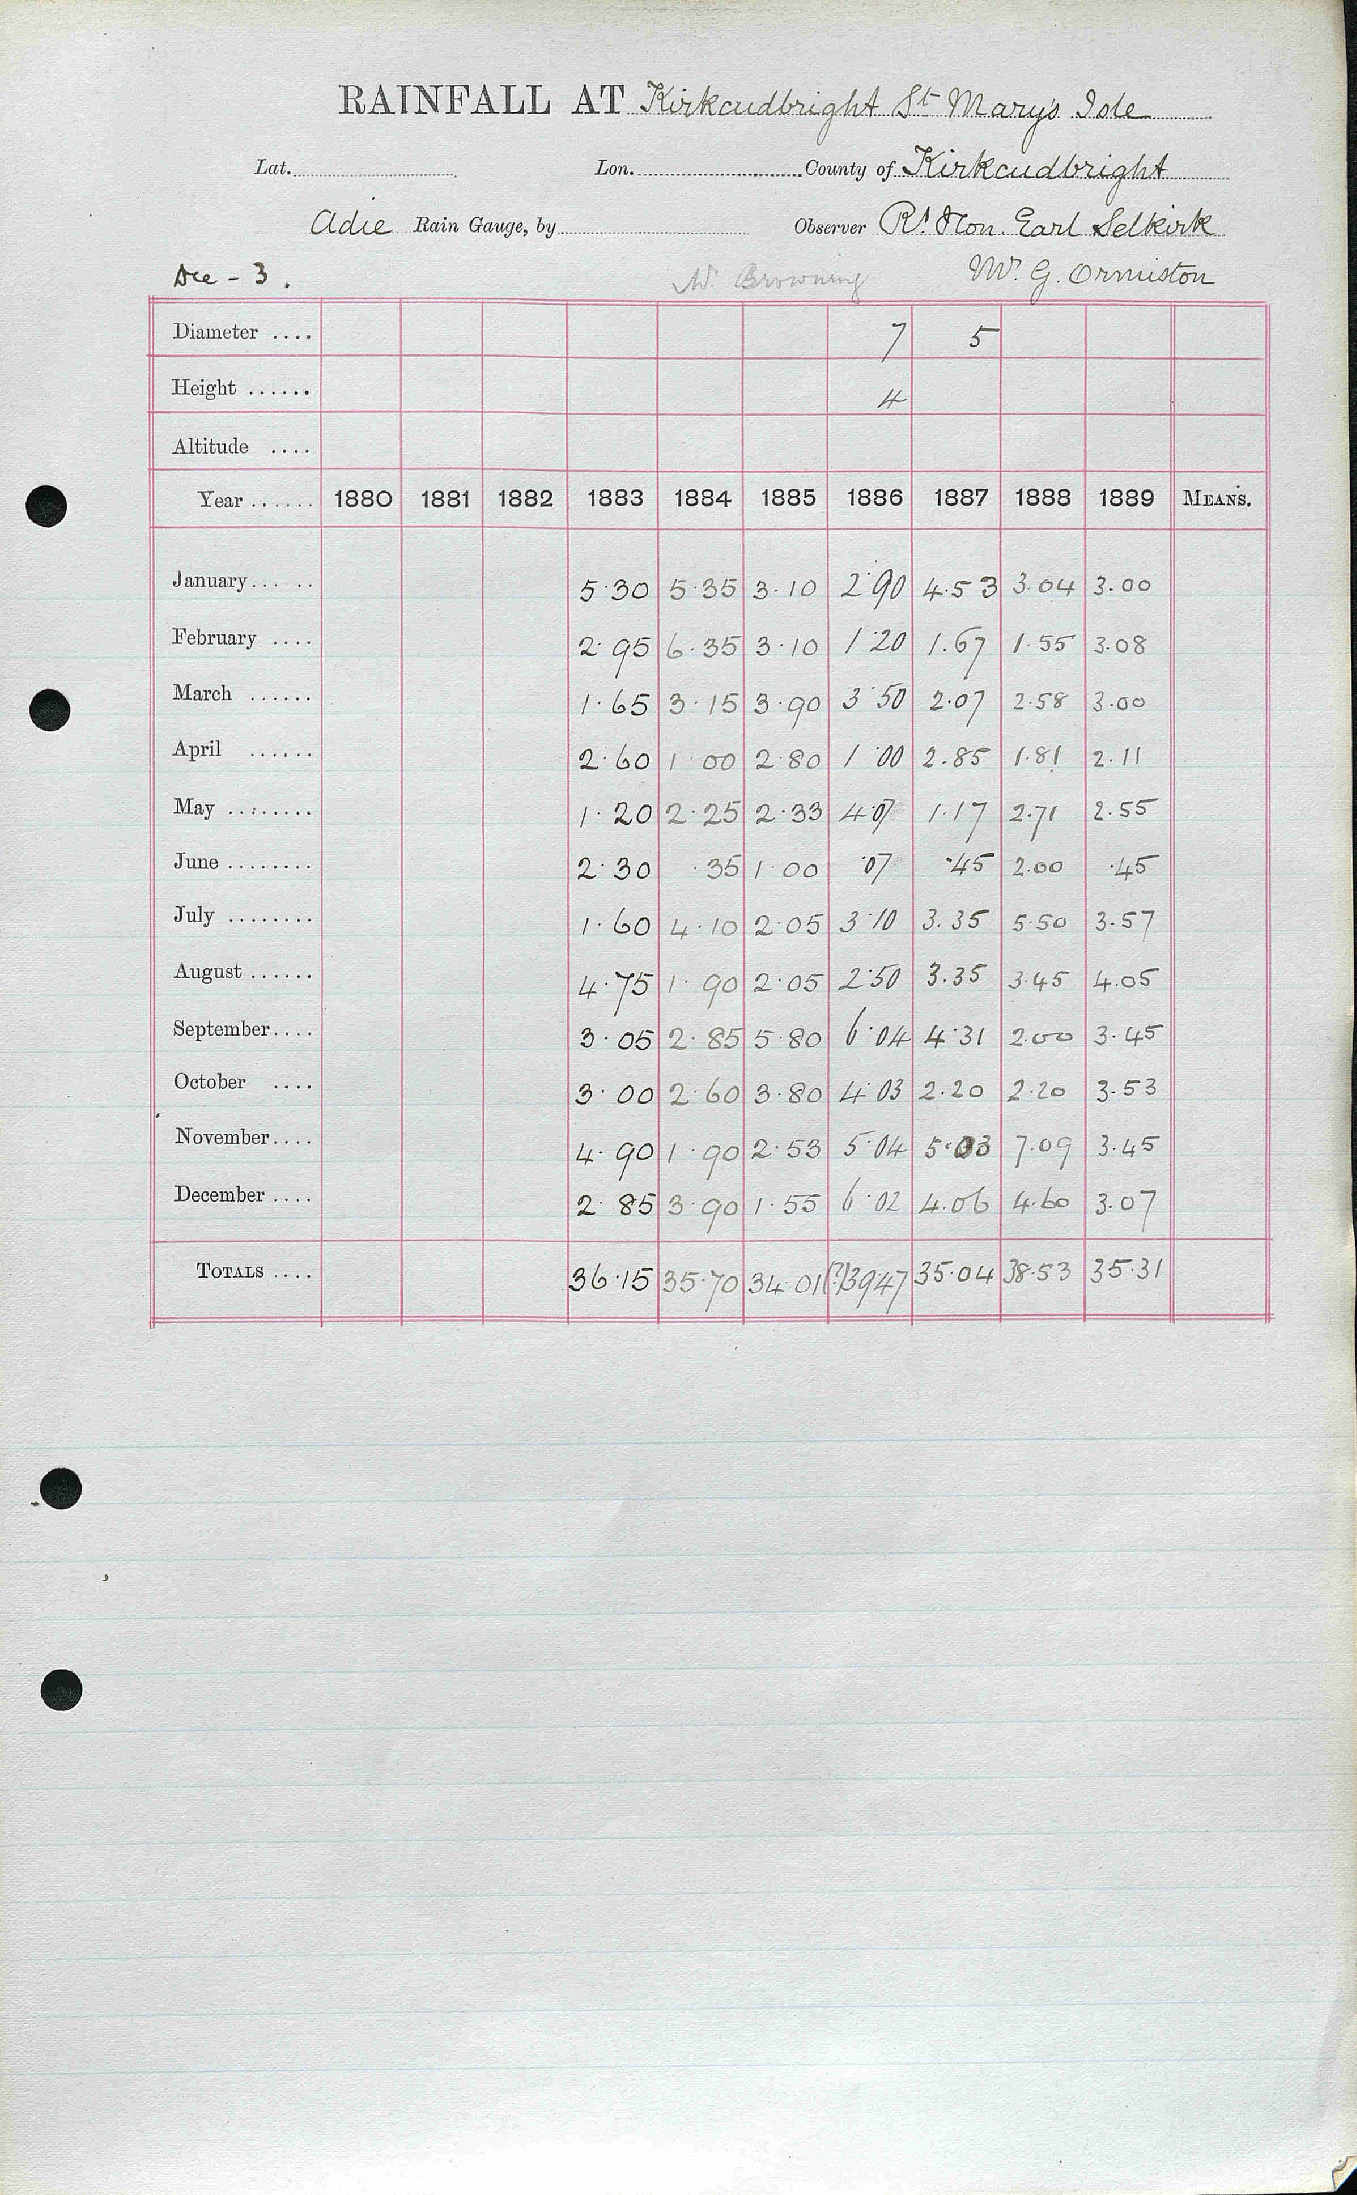 RAINFALL AT Kirkcudbright St Mary's Isle
Lat. Lon. County of Kirkcudbright
Adie Rain Gauge, by Observer Rt. Hon. Earl Selkirk
Dee - 3. W. Browning Mr. G. Ormiston
Diameter .... 7 5
Height ...... 4
Altitude ....
Year ...... 1880 1881 1882 1883 1884 1885 1886 1887 1888 1889 MEANS.
January... .. 5.30 5.35 3.10 2.90 4.53 3.04 3.00
February .... 2.95 6.35 3.10 1.20 1.67 1.55 3.08
March ...... 1.65 3.15 3.90 3.50 2.07 2.58 3.00
April ...... 2.60 1.00 2.80 1.00 2.85 1.81 2.11
May ........ 1.20 2.25 2.33 4.07 1.17 2.71 2.55
June ........ 2.30 .35 1.00 .07 .45 2.00 .45
July ........ 1.60 4.10 2.05 3.10 3.35 5.50 3.57
August ...... 4.75 1.90 2.05 2.50 3.35 3.45 4.05
September.... 3.05 2.85 5.80 6.04 4.31 2.00 3.45
October .... 3.00 2.60 3.80 4.03 2.20 2.20 3.53
November.... 4.90 1.90 2.53 5.04 5.03 7.09 3.45
December .... 2.85 3.90 1.55 6.02 4.06 4.60 3.07
TOTALS .... 36.15 35.70 34.01 (?)39.47 35.04 38.53 35.31